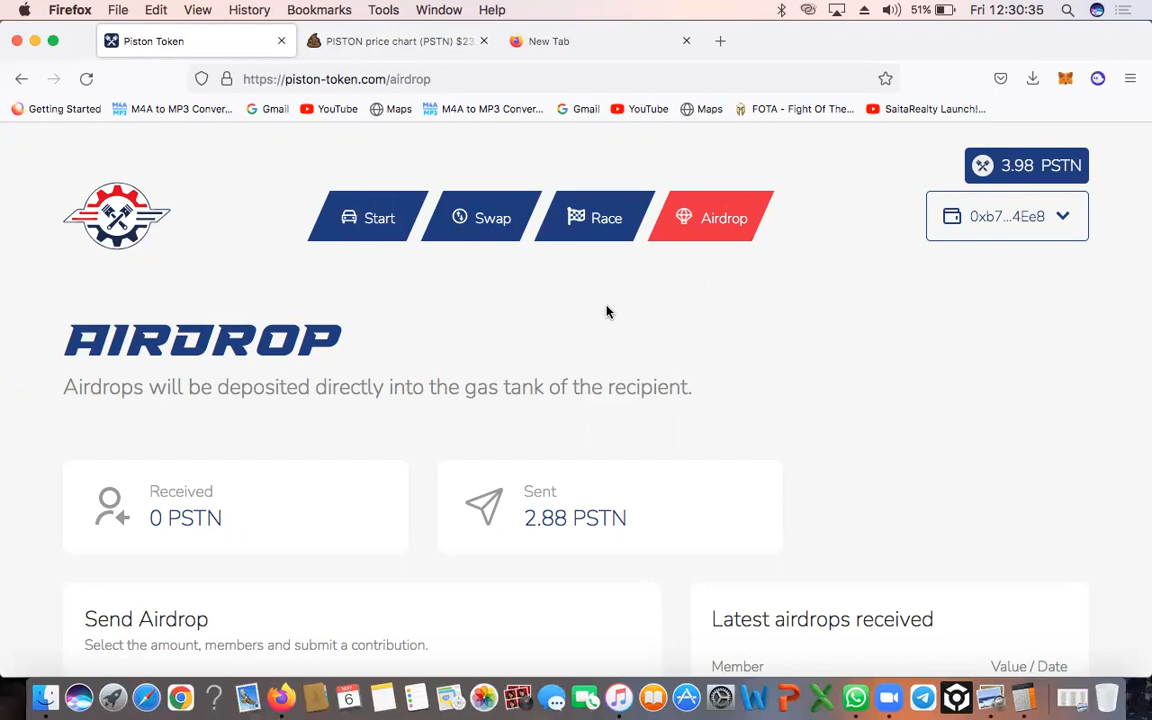 Firefox File Edit View History Bookmarks Tools Window Help 51% Fri 12:30:35
Piston Token PISTON price chart (PSTN) $23. New Tab
https://piston-token.com/airdrop
Getting Started M4A to MP3 Conver... Gmail YouTube Maps M4A to MP3 Conver... Gmail YouTube Maps FOTA - Fight Of The... SaitaRealty Launch!...
3.98 PSTN
Start Swap Race Airdrop 0xb7...4Ee8
AIRDROP
Airdrops will be deposited directly into the gas tank of the recipient.
Received
0 PSTN
Sent
2.88 PSTN
Send Airdrop
Select the amount, members and submit a contribution.
Latest airdrops received
Member Value / Date